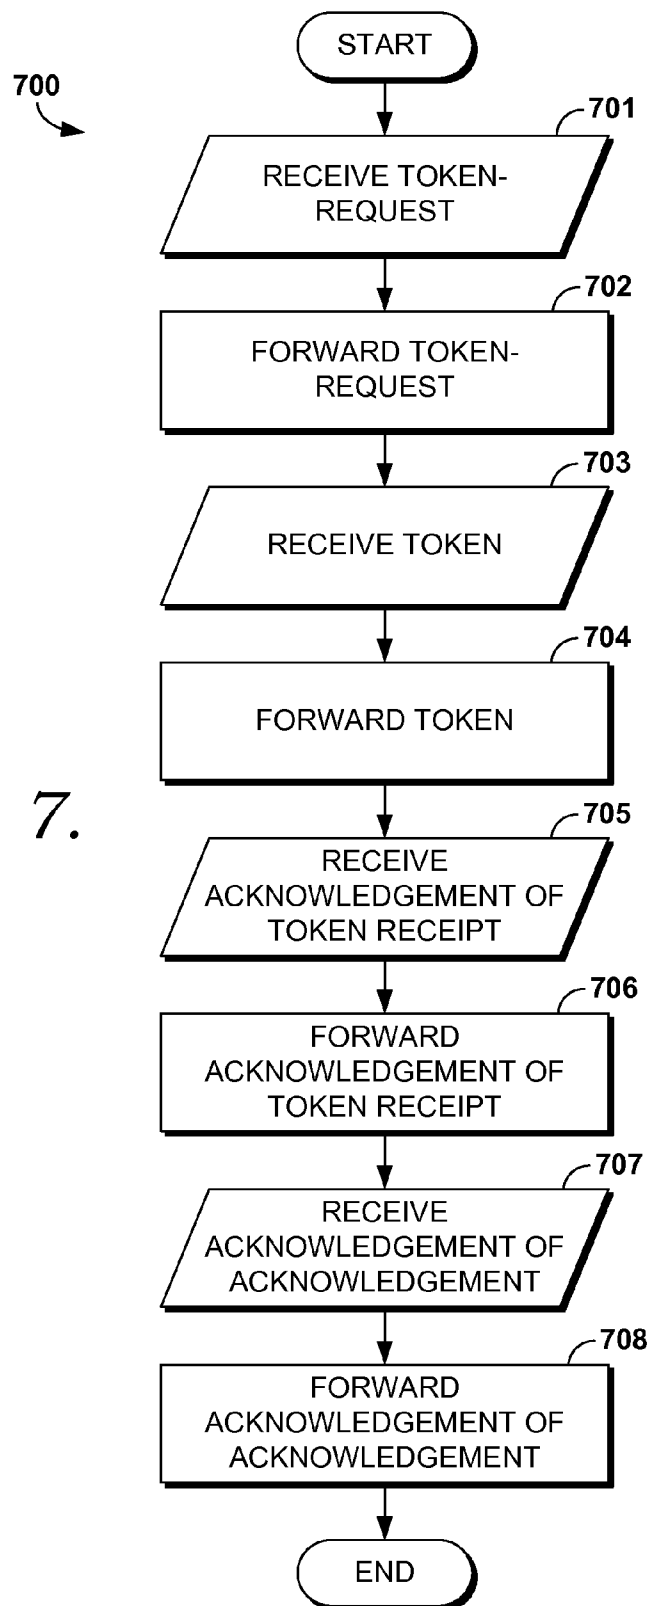 START
700
701
RECEIVE TOKEN-
REQUEST
702
FORWARD TOKEN-
REQUEST
703
RECEIVE TOKEN
704
FORWARD TOKEN
7.
705
RECEIVE
ACKNOWLEDGEMENT OF
TOKEN RECEIPT
706
FORWARD
ACKNOWLEDGEMENT OF
TOKEN RECEIPT
707
RECEIVE
ACKNOWLEDGEMENT OF
ACKNOWLEDGEMENT
708
FORWARD
ACKNOWLEDGEMENT OF
ACKNOWLEDGEMENT
END